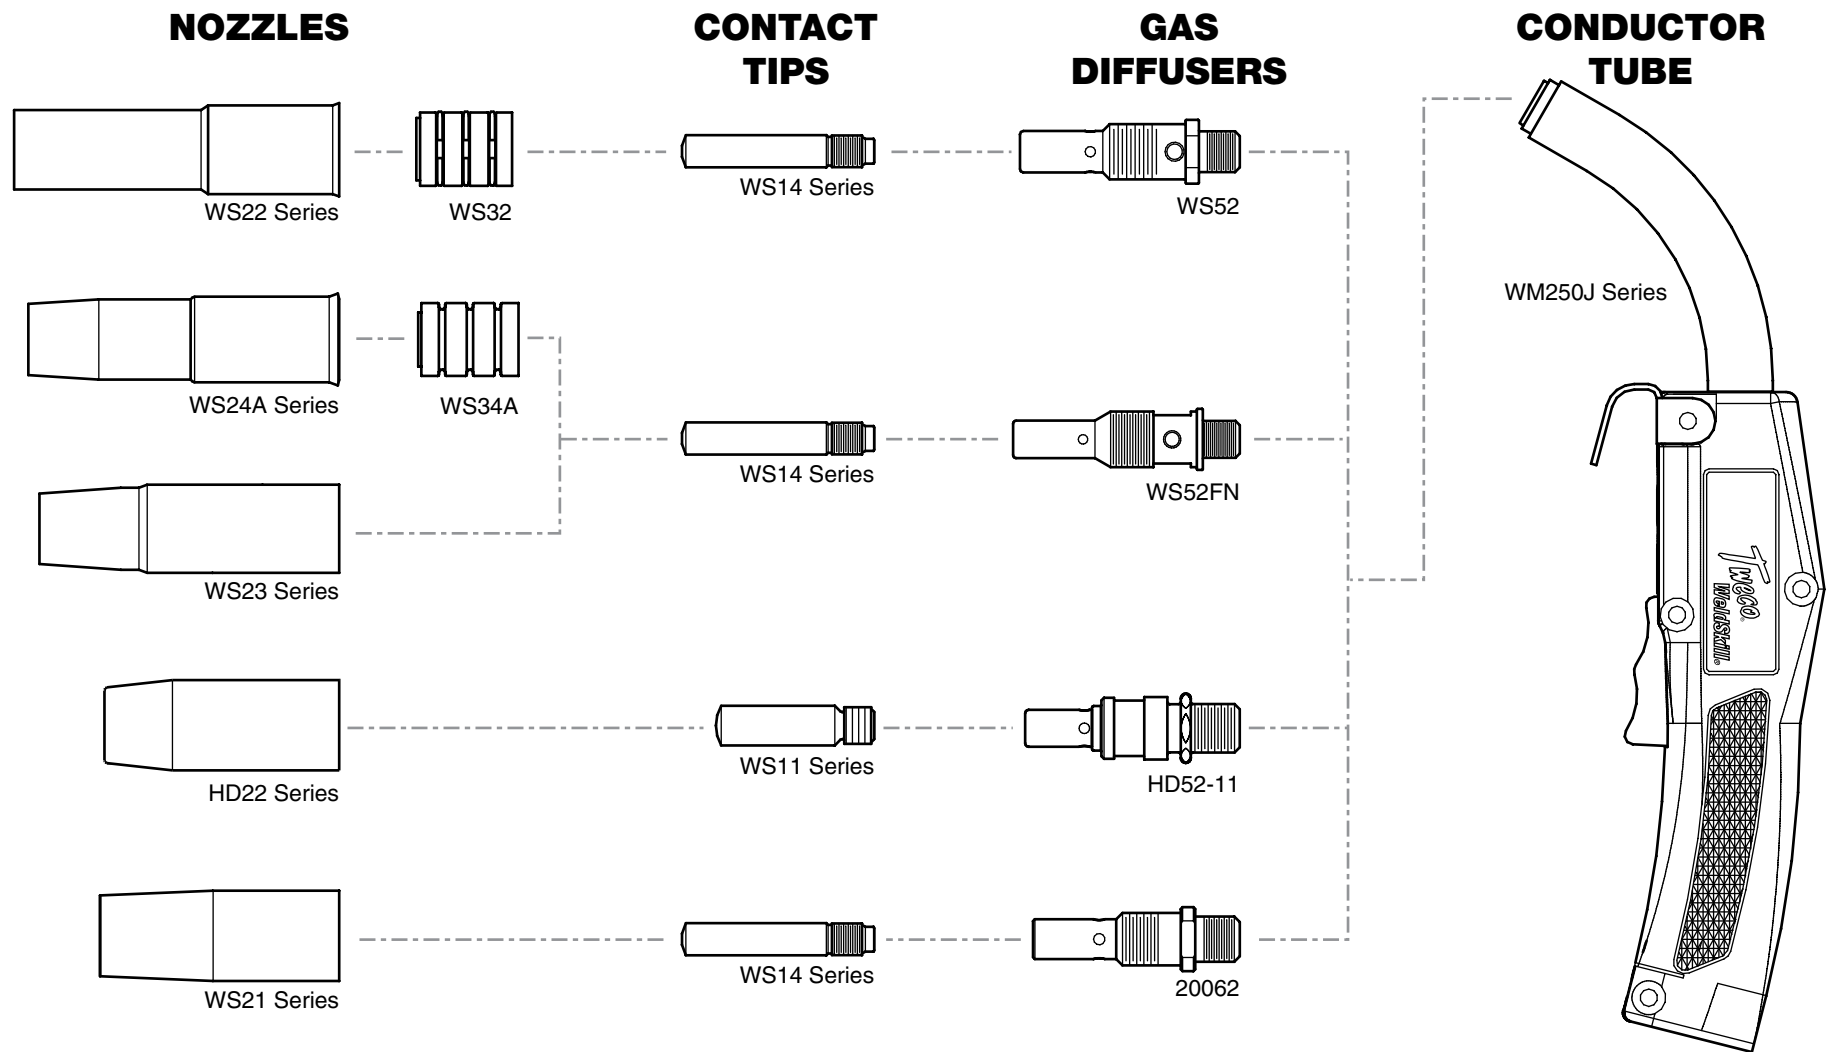 NOZZLES
CONTACT
TIPS
GAS
DIFFUSERS
CONDUCTOR
TUBE
WS22 Series
WS32
WS14 Series
WS52
WM250J Series
WS24A Series
WS34A
WS14 Series
WS52FN
WS23 Series
Tweco®
WeldSkill®
HD22 Series
WS11 Series
HD52-11
WS21 Series
WS14 Series
20062